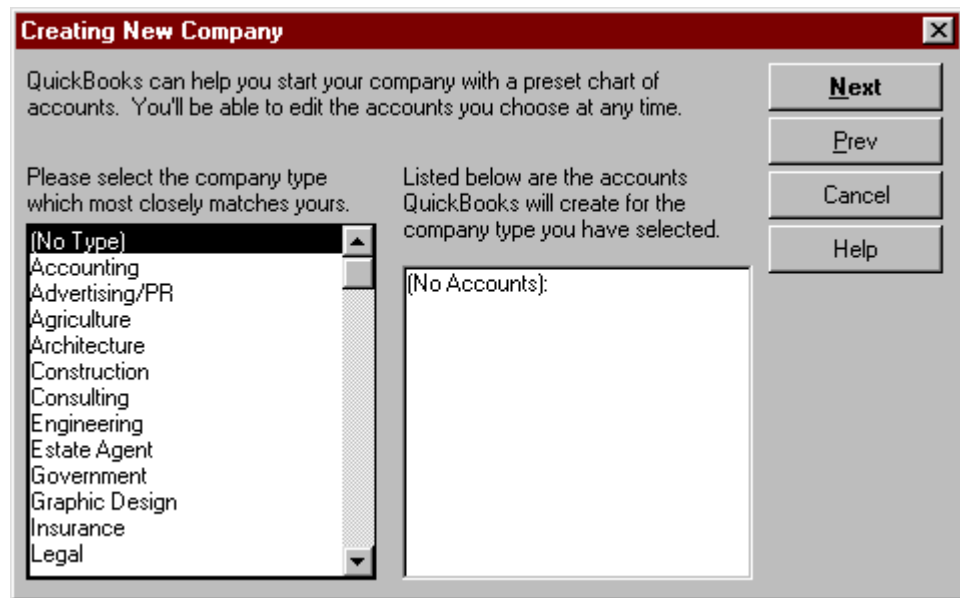 Creating New Company
QuickBooks can help you start your company with a preset chart of
accounts. You'll be able to edit the accounts you choose at any time.
Next
Prev
Cancel
Help
Please select the company type
which most closely matches yours.
(No Type)
Accounting
Advertising/PR
Agriculture
Architecture
Construction
Consulting
Engineering
Estate Agent
Government
Graphic Design
Insurance
Legal
Listed below are the accounts
QuickBooks will create for the
company type you have selected.
(No Accounts):